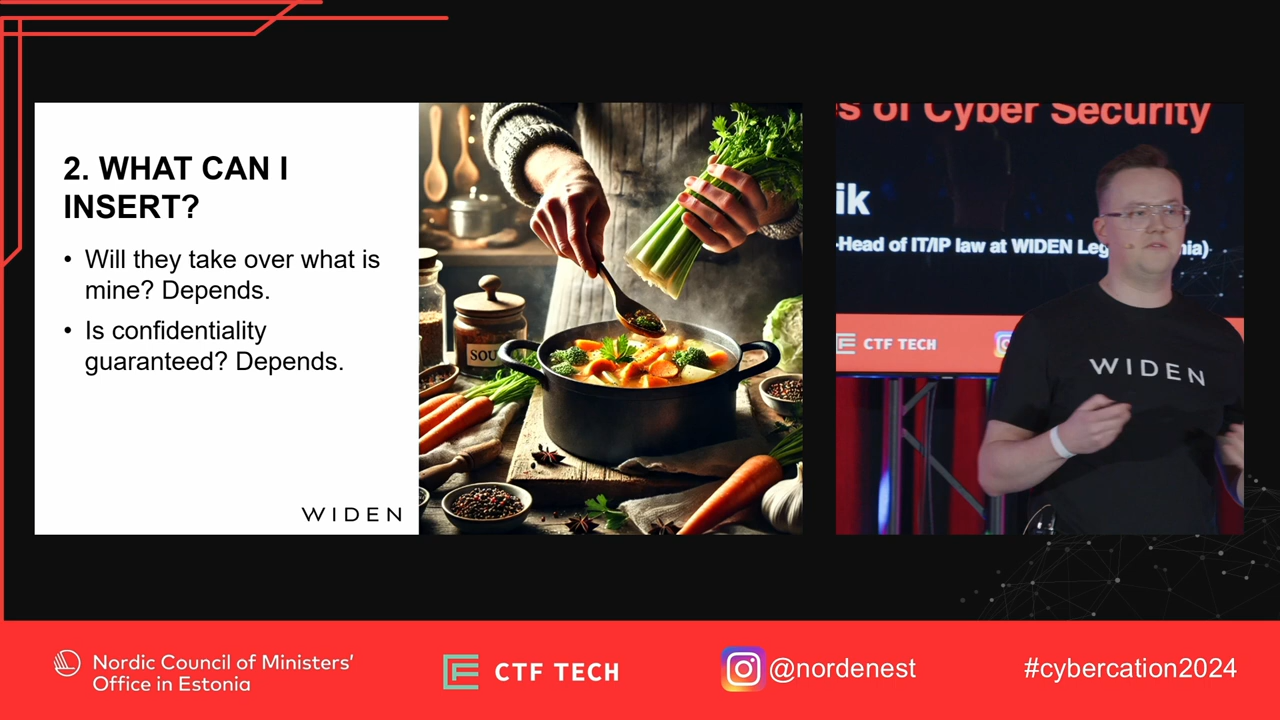 2. WHAT CAN I
INSERT?
• Will they take over what is
mine? Depends.
• Is confidentiality
guaranteed? Depends.
WIDEN
SOU
s of Cyber Security
ik
-Head of IT/IP law at WIDEN Leg
nia)
CTF TECH
WIDEN
Nordic Council of Ministers'
Office in Estonia
CTF TECH
@nordenest
#cybercation2024